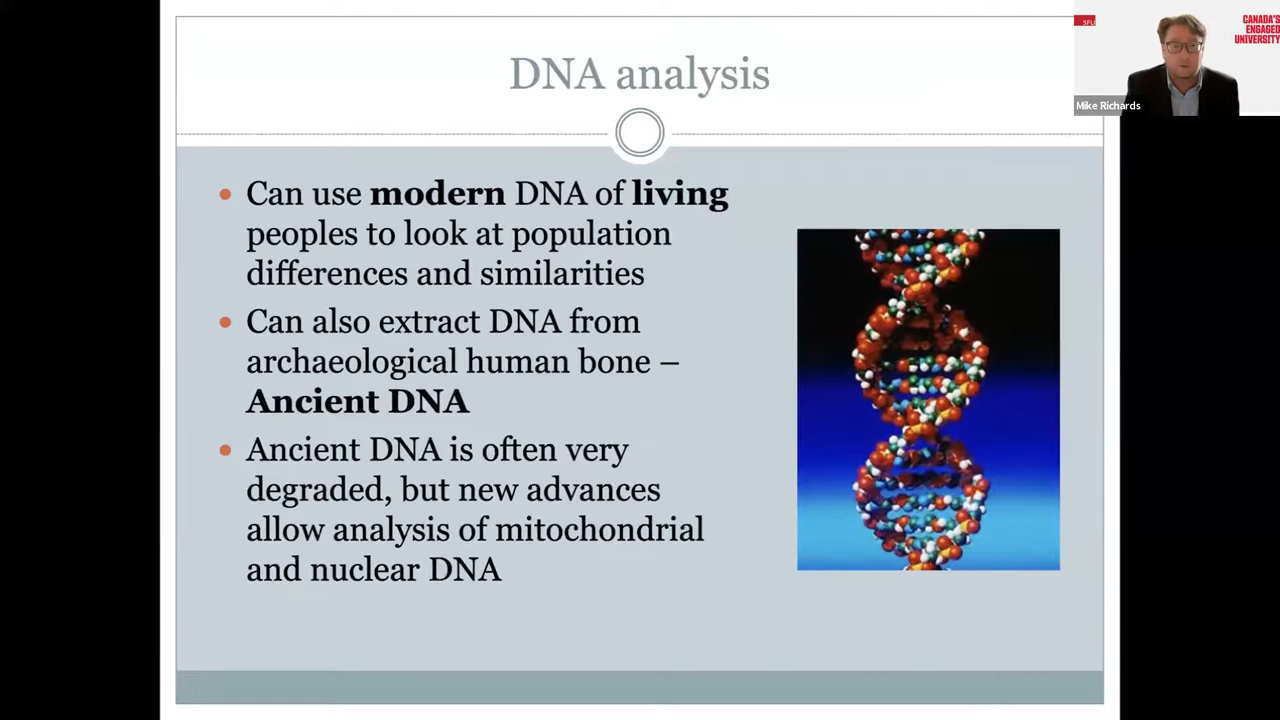 DNA analysis
Can use modern DNA of living
peoples to look at population
differences and similarities
Can also extract DNA from
archaeological human bone –
Ancient DNA
Ancient DNA is often very
degraded, but new advances
allow analysis of mitochondrial
and nuclear DNA
SFU
CANADA'S
ENGAGED
UNIVERSITY
Mike Richards